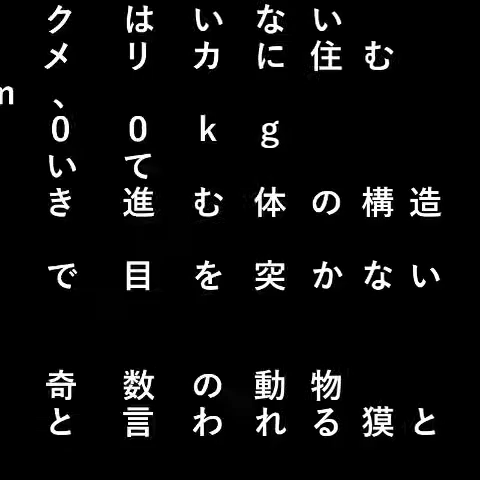 クはいない
メリカに住む
m、
00kg
いて
き進む体の構造
で目を突かない
奇数の動物
と言われる獏と